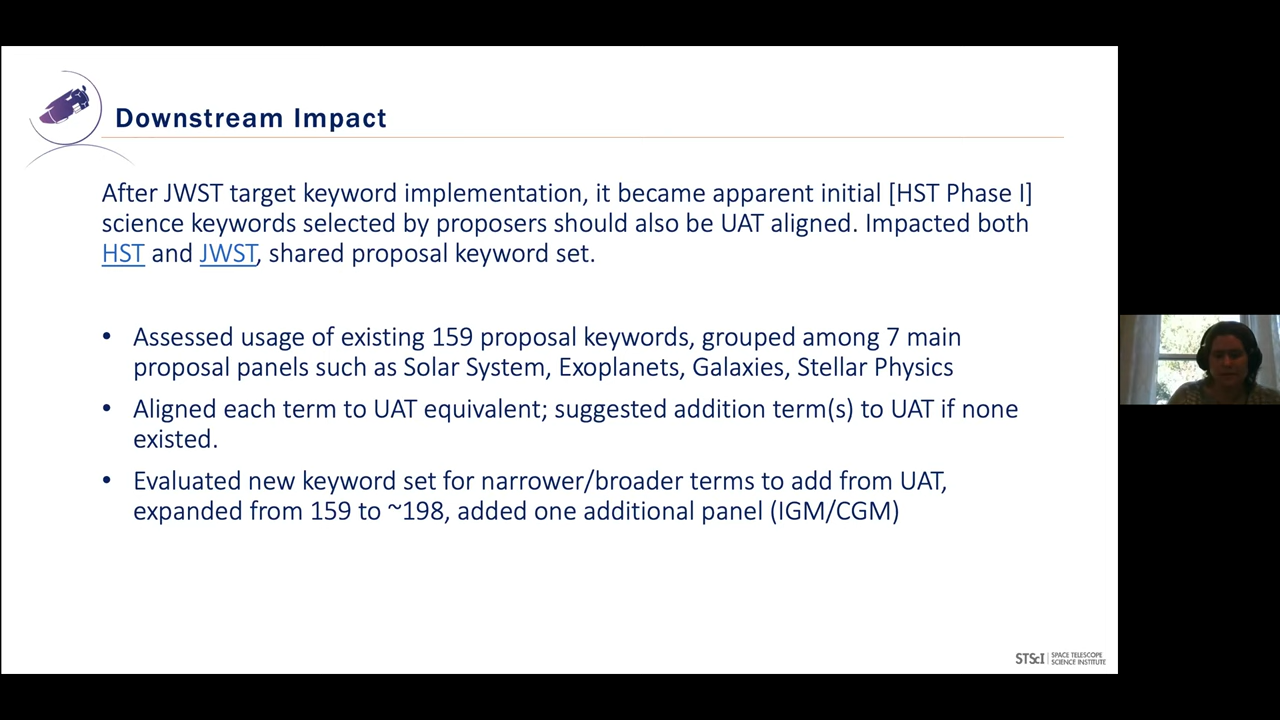 Downstream Impact
After JWST target keyword implementation, it became apparent initial [HST Phase I]
science keywords selected by proposers should also be UAT aligned. Impacted both
HST and JWST, shared proposal keyword set.
• Assessed usage of existing 159 proposal keywords, grouped among 7 main
proposal panels such as Solar System, Exoplanets, Galaxies, Stellar Physics
• Aligned each term to UAT equivalent; suggested addition term(s) to UAT if none
existed.
• Evaluated new keyword set for narrower/broader terms to add from UAT,
expanded from 159 to ~198, added one additional panel (IGM/CGM)
STScI | SPACE TELESCOPE
SCIENCE INSTITUTE